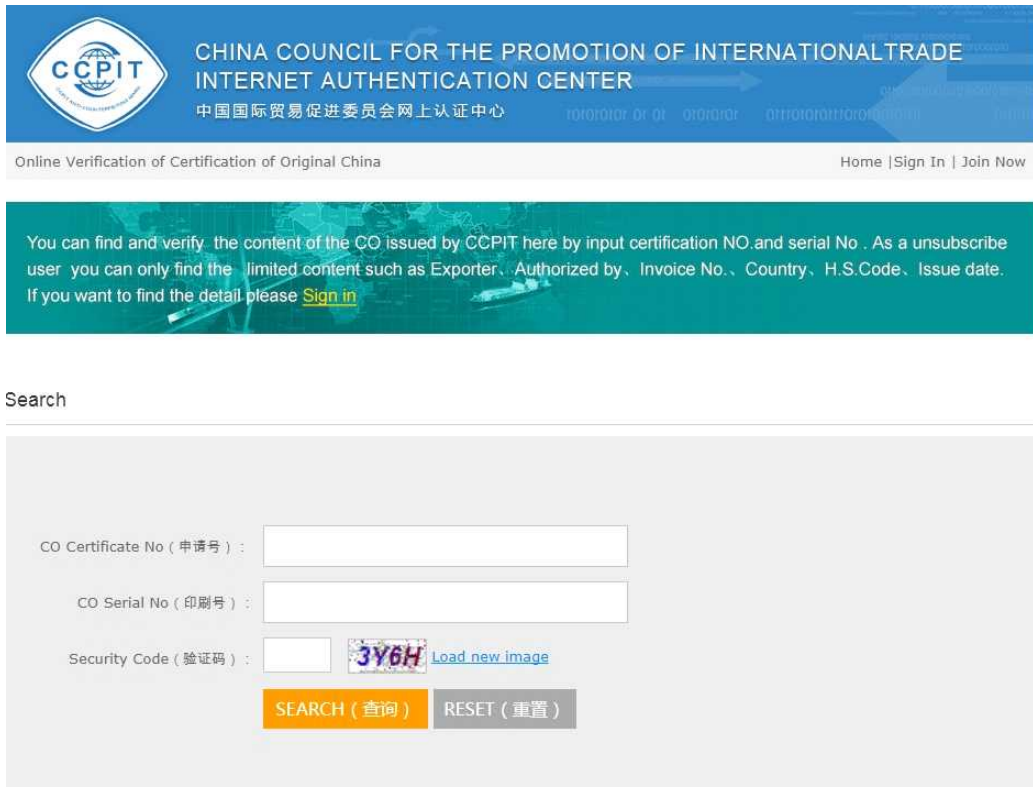 CCPIT
CHINA COUNCIL FOR THE PROMOTION OF INTERNATIONALTRADE
INTERNET AUTHENTICATION CENTER
中国国际贸易促进委员会网上认证中心
Online Verification of Certification of Original China
Home |Sign In | Join Now
You can find and verify the content of the CO issued by CCPIT here by input certification NO.and serial No . As a unsubscribe
user you can only find the limited content such as Exporter、Authorized by、Invoice No.、Country、H.S.Code、Issue date.
If you want to find the detail please Sign in
Search
CO Certificate No ( 申请号 ) :
CO Serial No ( 印刷号 ) :
Security Code ( 验证码 ) :
3Y6H Load new image
SEARCH ( 查询 ) RESET ( 重置 )